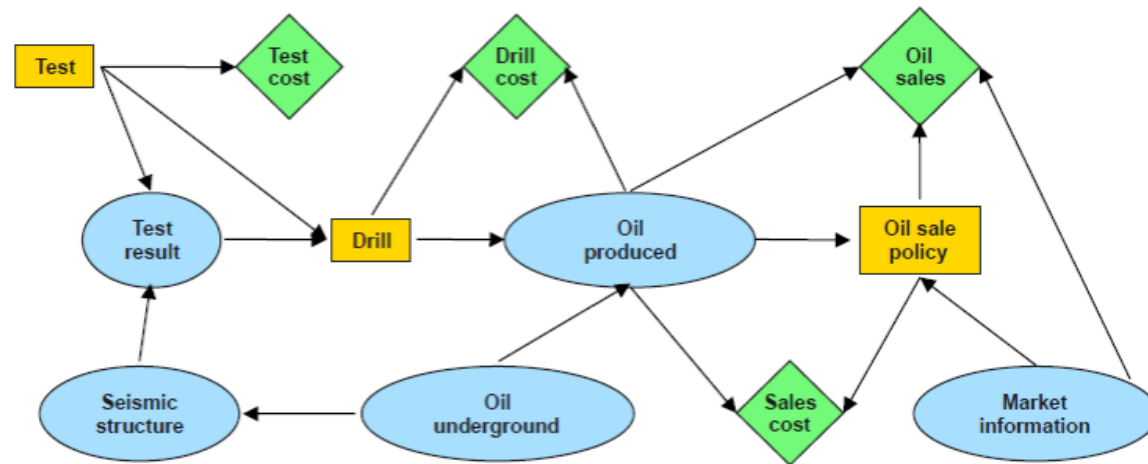 Test
Test
cost
Drill
cost
Oil
sales
Test
result
Drill
Oil
produced
Oil sale
policy
Seismic
structure
Oil
underground
Sales
cost
Market
information